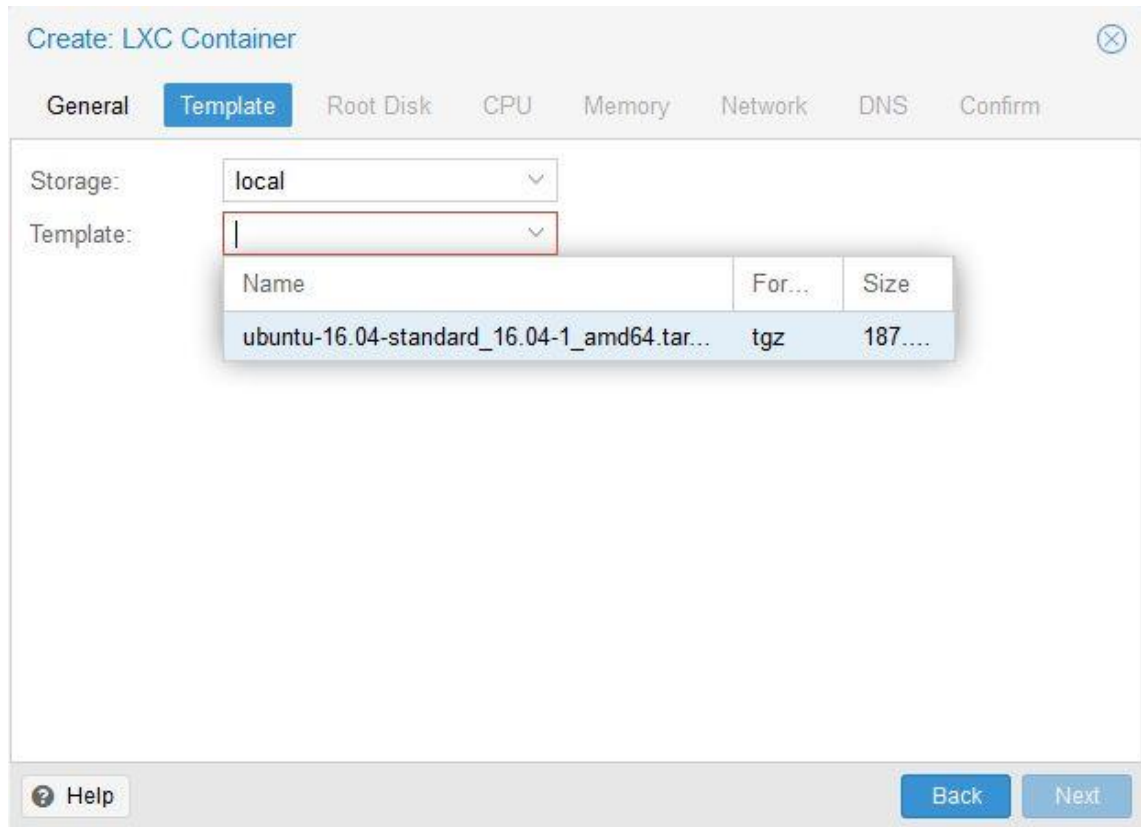 Create: LXC Container
General Template Root Disk CPU Memory Network DNS Confirm
Storage: local
Template:
Name For... Size
ubuntu-16.04-standard_16.04-1_amd64.tar... tgz 187....
Help Back Next